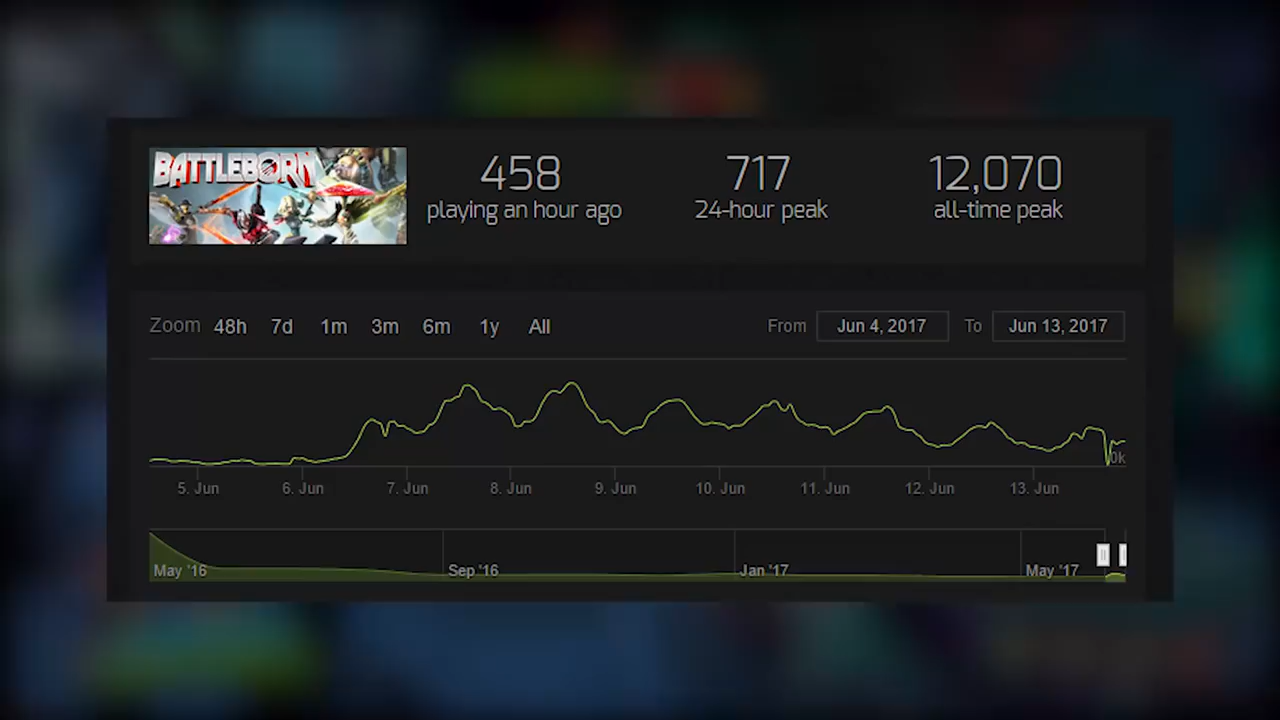 BATTLEBORN
458 717 12,070
playing an hour ago 24-hour peak all-time peak
Zoom 48h 7d 1m 3m 6m 1y All From Jun 4, 2017 To Jun 13, 2017
0k
5. Jun 6. Jun 7. Jun 8. Jun 9. Jun 10. Jun 11. Jun 12. Jun 13. Jun
May '16 Sep '16 Jan '17 May '17